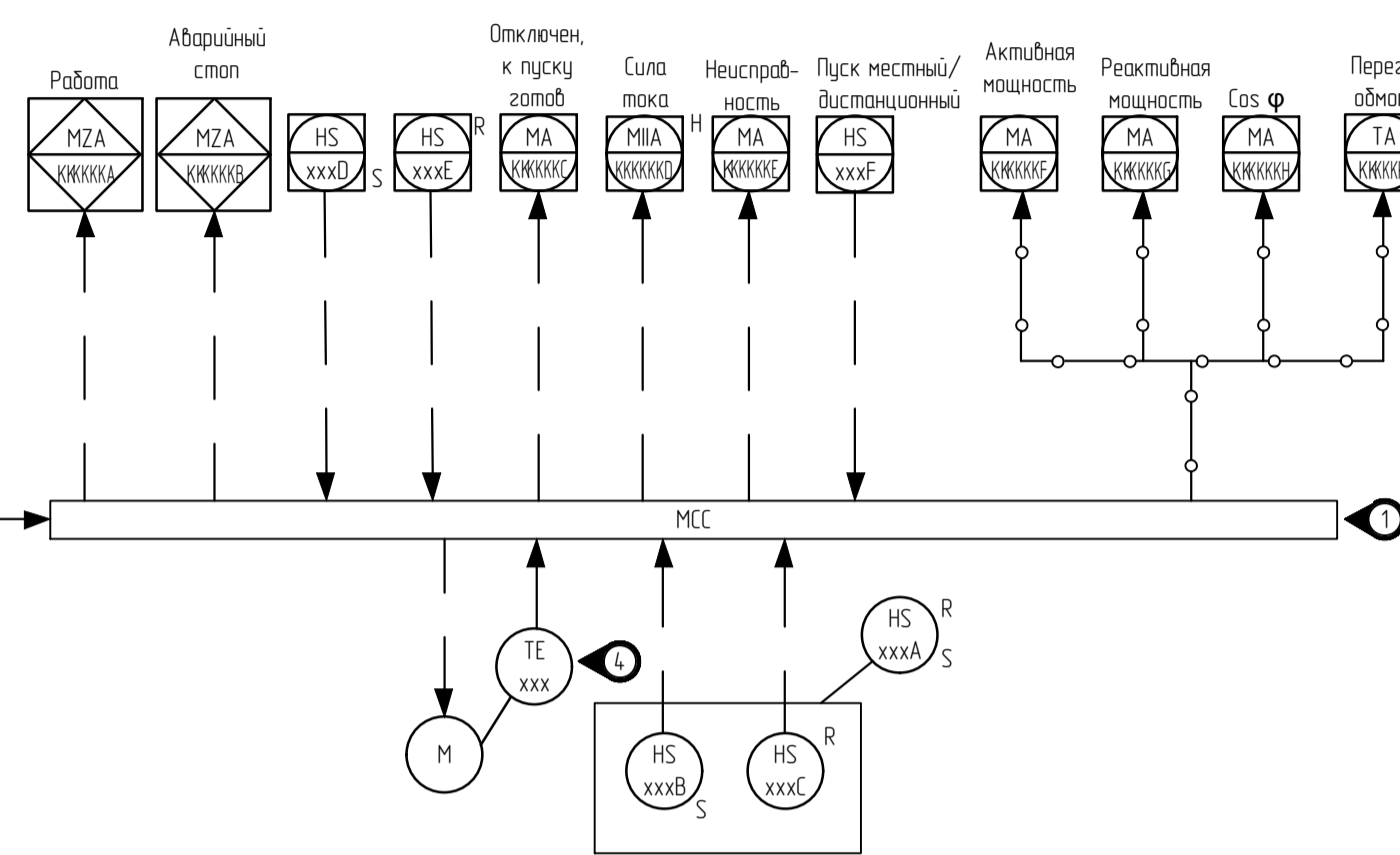 Работа
Аварийный
стоп
Отключен,
к пуску
готов
Сила
тока
Неисправ-
ность
Пуск местный/
дистанционный
Активная
мощность
Реактивная
мощность
Cos φ
Перег
обмо
MZA
KKKKKKA
MZA
KKKKKKB
HS
xxxD
S
HS
xxxE
R
MA
KKKKKKC
MIIA
KKKKKKD
H
MA
KKKKKKE
HS
xxxF
MA
KKKKKKF
MA
KKKKKKG
MA
KKKKKKH
TA
MCC
1
TE
xxx
4
M
HS
xxxA
R
S
HS
xxxB
S
HS
xxxC
R